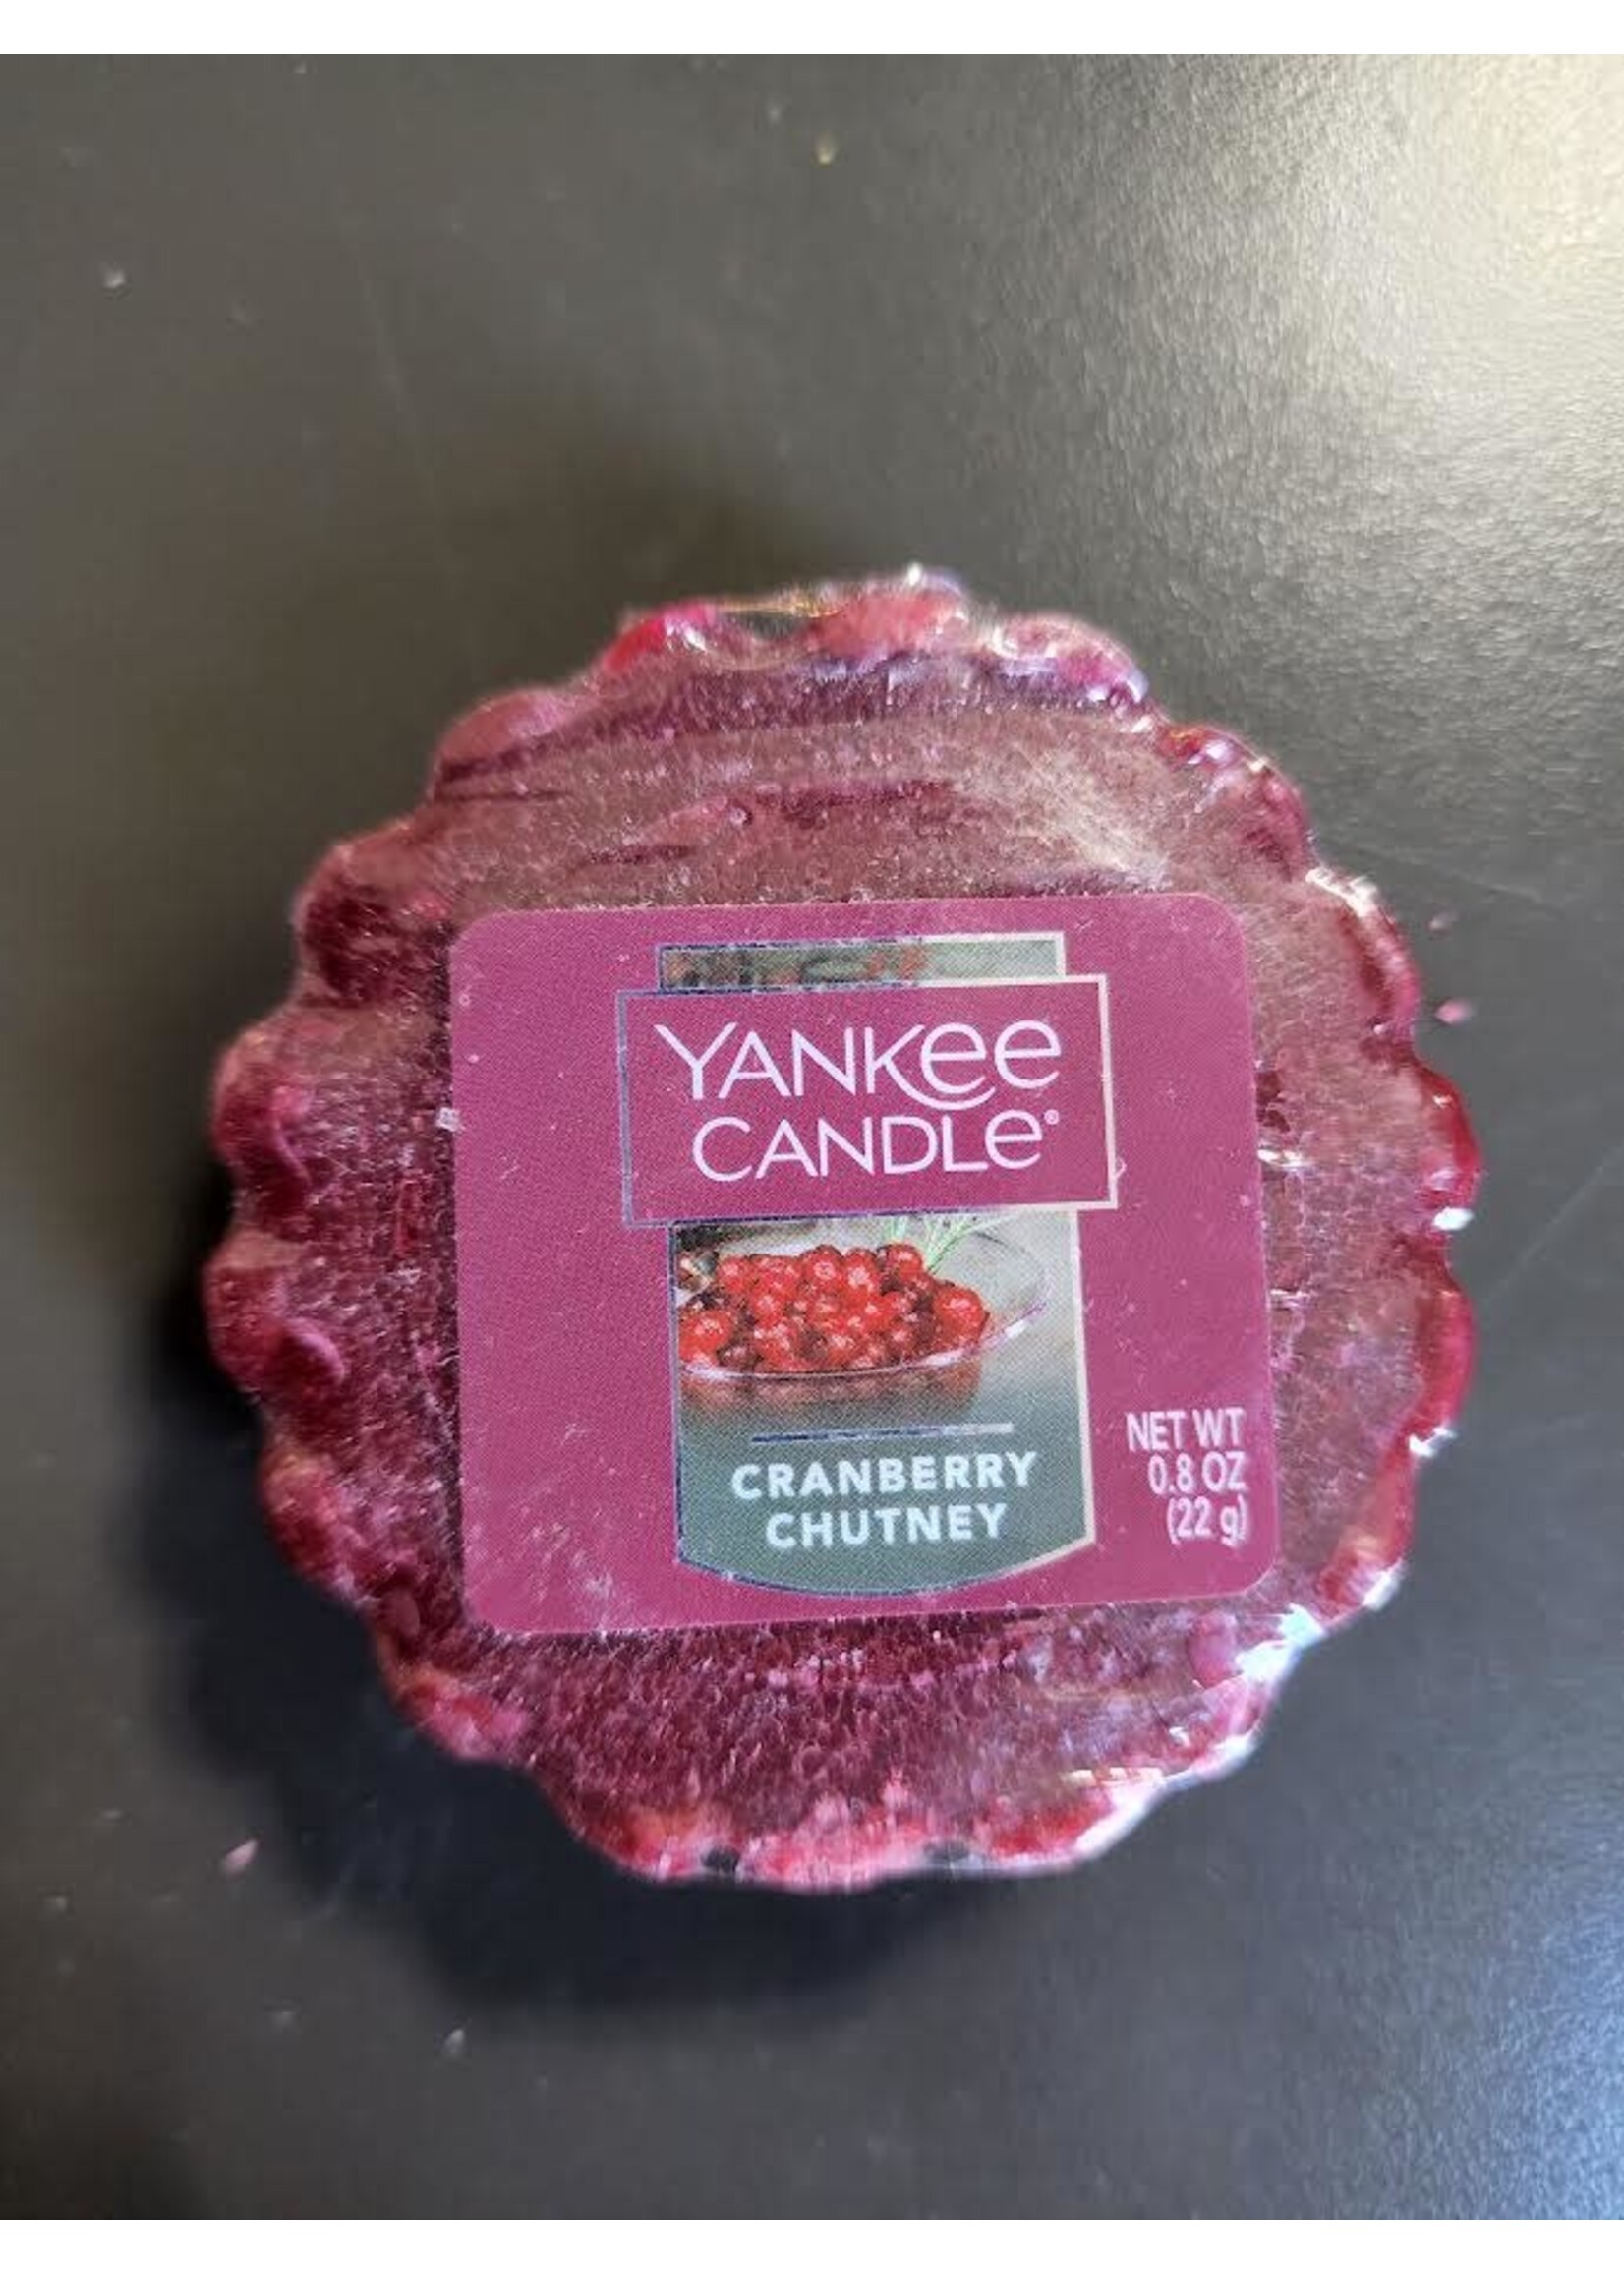 YANKEE
CANDLE®
CRANBERRY
CHUTNEY
NET WT
0.8 OZ
(22 g)